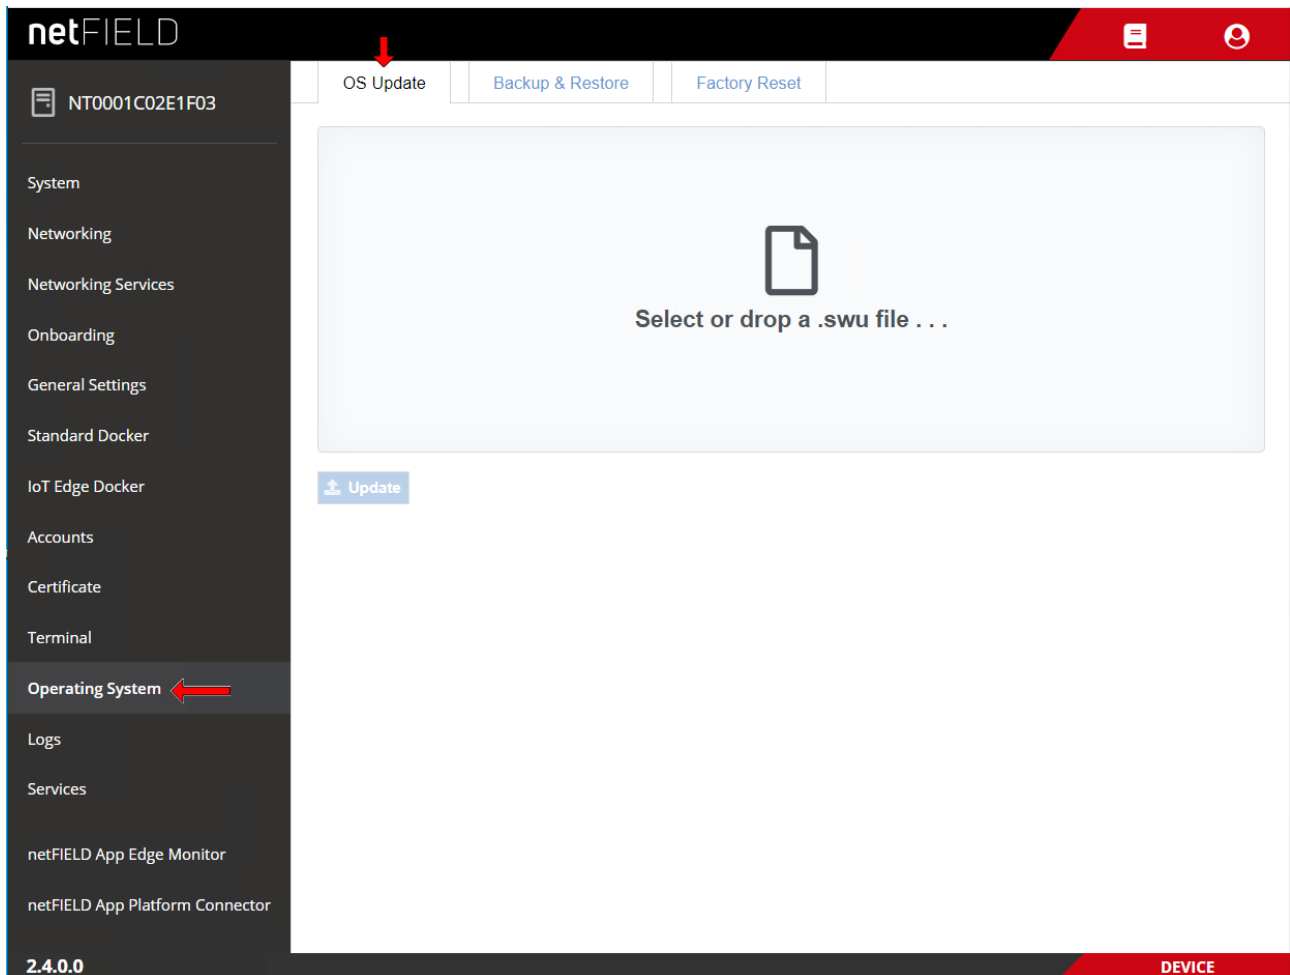 netFIELD
NT0001C02E1F03
System
Networking
Networking Services
Onboarding
General Settings
Standard Docker
IoT Edge Docker
Accounts
Certificate
Terminal
Operating System
Logs
Services
netFIELD App Edge Monitor
netFIELD App Platform Connector
2.4.0.0
OS Update
Backup & Restore
Factory Reset
Select or drop a .swu file . . .
Update
DEVICE